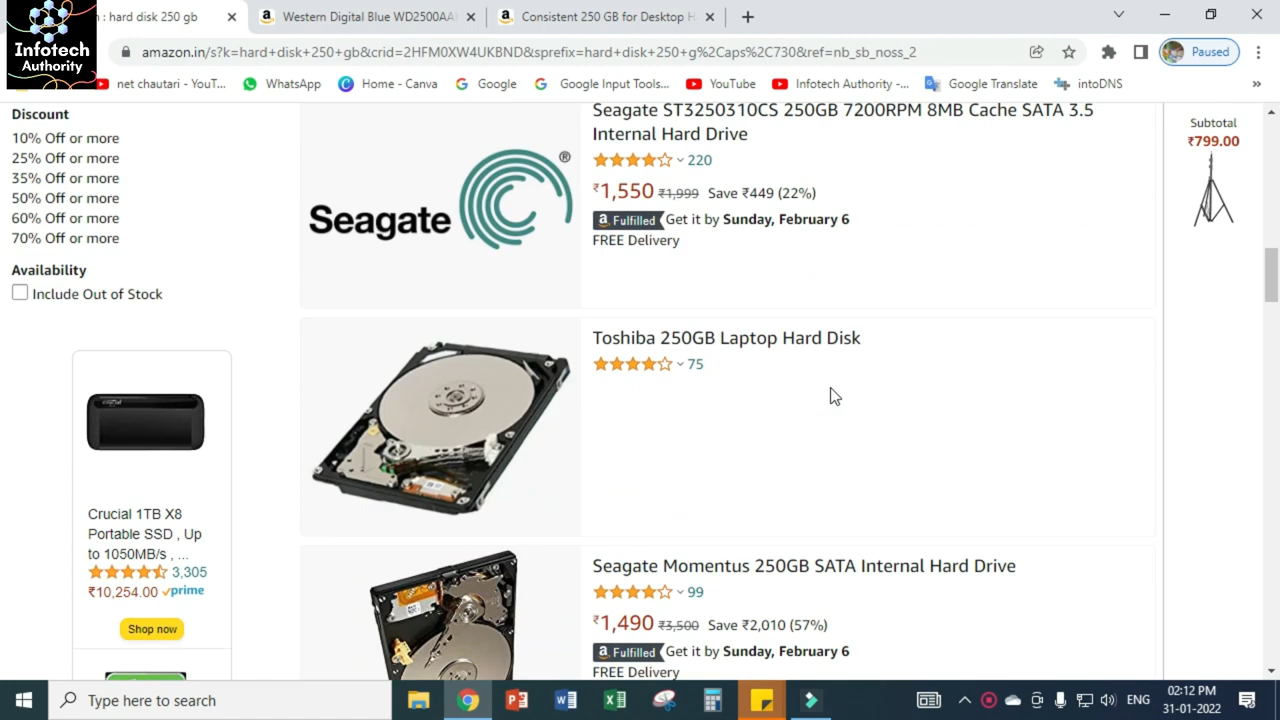 Infotech
Authority
: hard disk 250 gb
Western Digital Blue WD2500AA
Consistent 250 GB for Desktop H
amazon.in/s?k=hard+disk+250+gb&crid=2HFM0XW4UKBND&sprefix=hard+disk+250+g%2Caps%2C730&ref=nb_sb_noss_2
Paused
net chautari - YouT...
WhatsApp
Home - Canva
Google
Google Input Tools...
YouTube
Infotech Authority -...
Google Translate
intoDNS
»
Discount
10% Off or more
25% Off or more
35% Off or more
50% Off or more
60% Off or more
70% Off or more
Availability
Include Out of Stock
crucial
Crucial 1TB X8
Portable SSD , Up
to 1050MB/s , ...
3,305
₹10,254.00 prime
Shop now
Seagate
®
Seagate ST3250310CS 250GB 7200RPM 8MB Cache SATA 3.5
Internal Hard Drive
220
₹1,550 ₹1,999 Save ₹449 (22%)
a Fulfilled Get it by Sunday, February 6
FREE Delivery
Toshiba 250GB Laptop Hard Disk
75
Seagate Momentus 250GB SATA Internal Hard Drive
99
₹1,490 ₹3,500 Save ₹2,010 (57%)
a Fulfilled Get it by Sunday, February 6
FREE Delivery
Subtotal
₹799.00
Type here to search
ENG
02:12 PM
31-01-2022